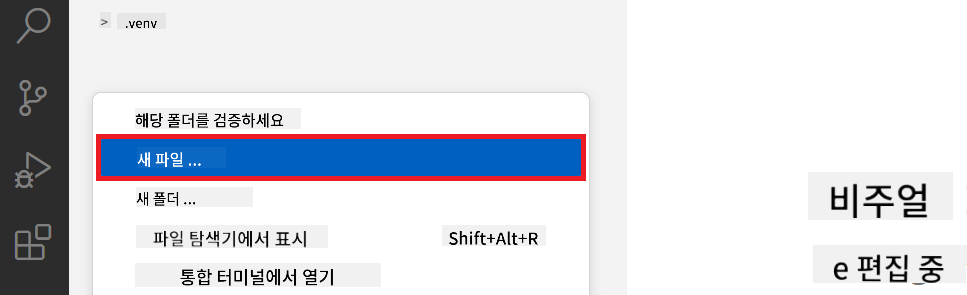 > .venv
해당 폴더를 검증하세요
새 파일 ...
새 폴더 ...
파일 탐색기에서 표시 Shift+Alt+R
통합 터미널에서 열기
비주얼
e 편집 중